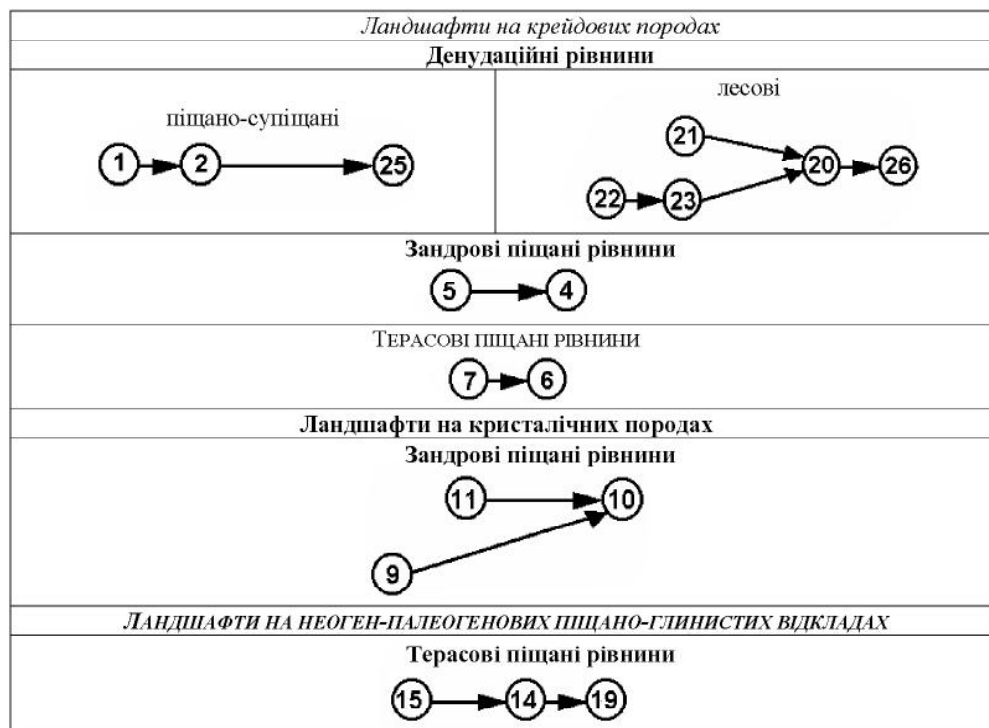 Ландшафти на крейдових породах
Денудаційні рівнини
піщано-супіщані
1 2 25
лесові
21
20 26
22 23
Зандрові піщані рівнини
5 4
ТЕРАСОВІ ПІЩАНІ РІВНИНИ
7 6
Ландшафти на кристалічних породах
Зандрові піщані рівнини
11 10
9
ЛАНДШАФТИ НА НЕОГЕН-ПАЛЕОГЕНОВИХ ПІЩАНО-ГЛИНИСТИХ ВІДКЛАДАХ
Терасові піщані рівнини
15 14 19